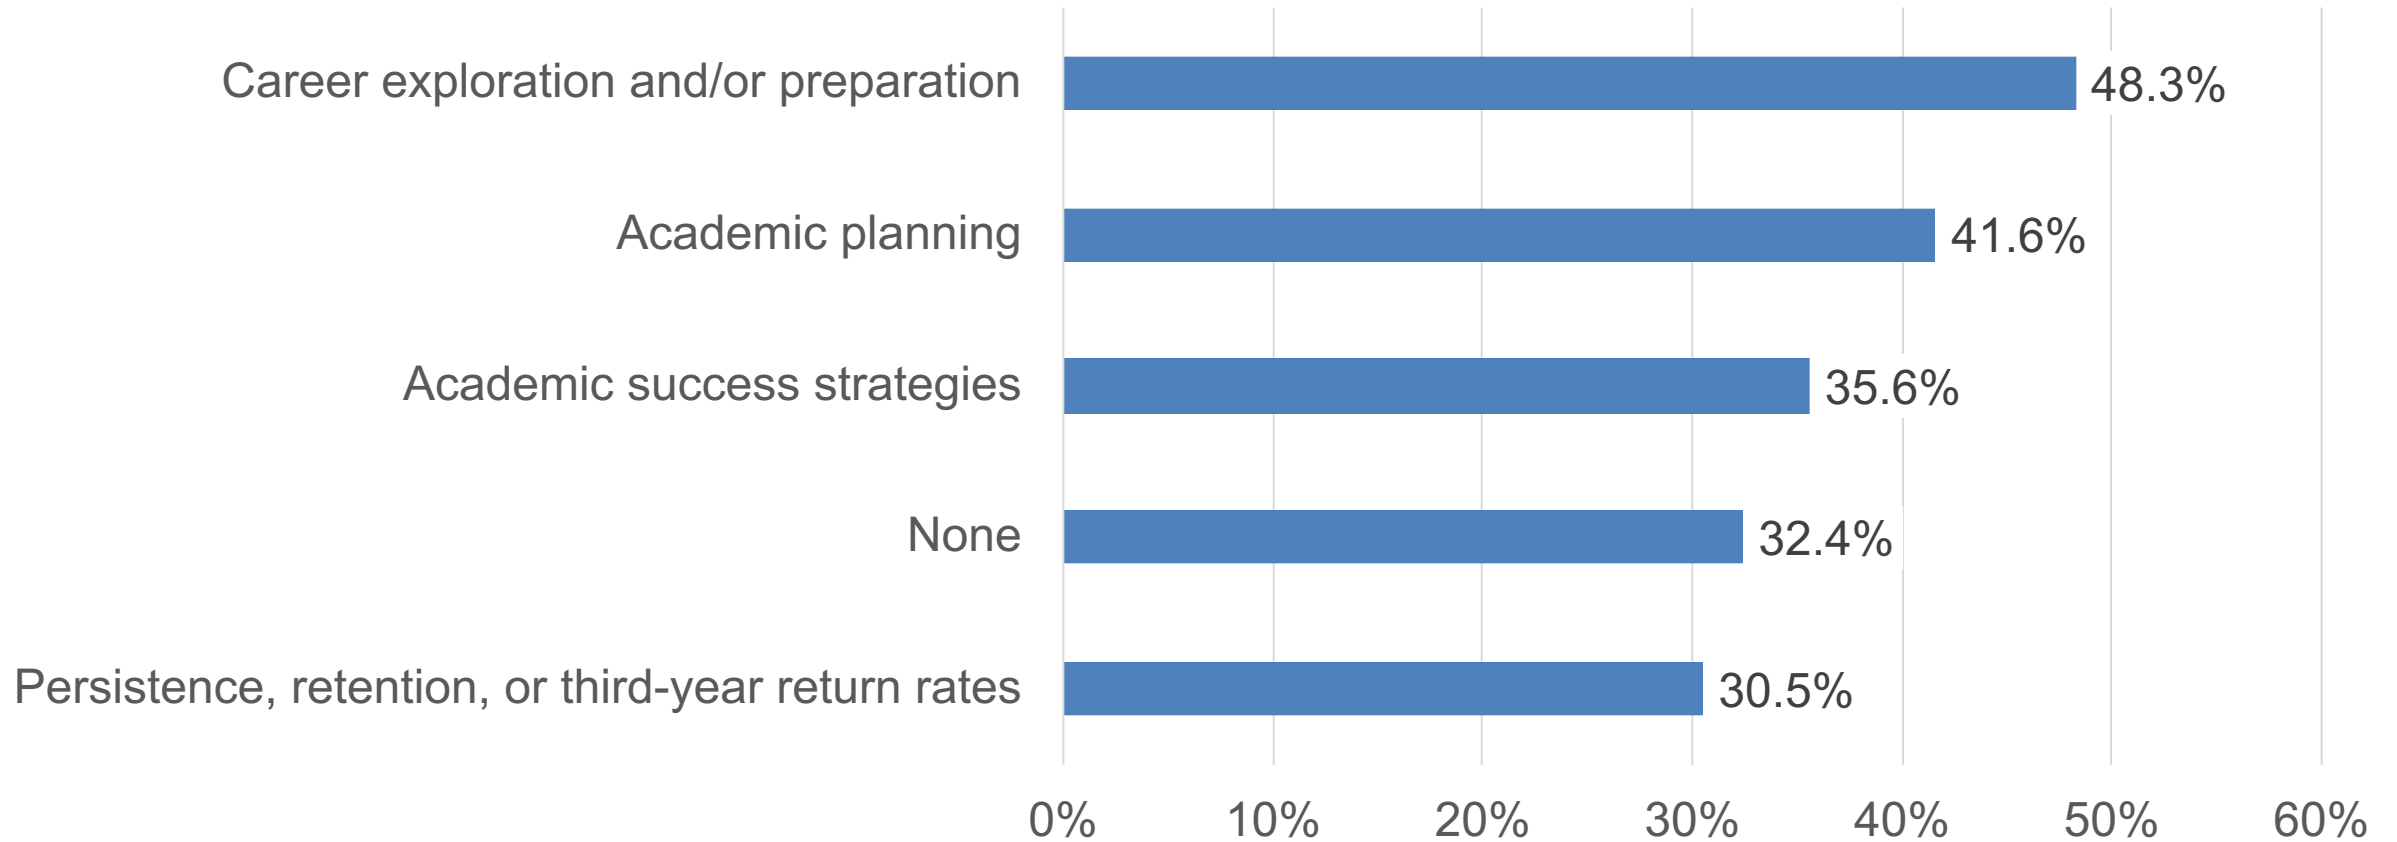 Career exploration and/or preparation 48.3%
Academic planning 41.6%
Academic success strategies 35.6%
None 32.4%
Persistence, retention, or third-year return rates 30.5%
0% 10% 20% 30% 40% 50% 60%